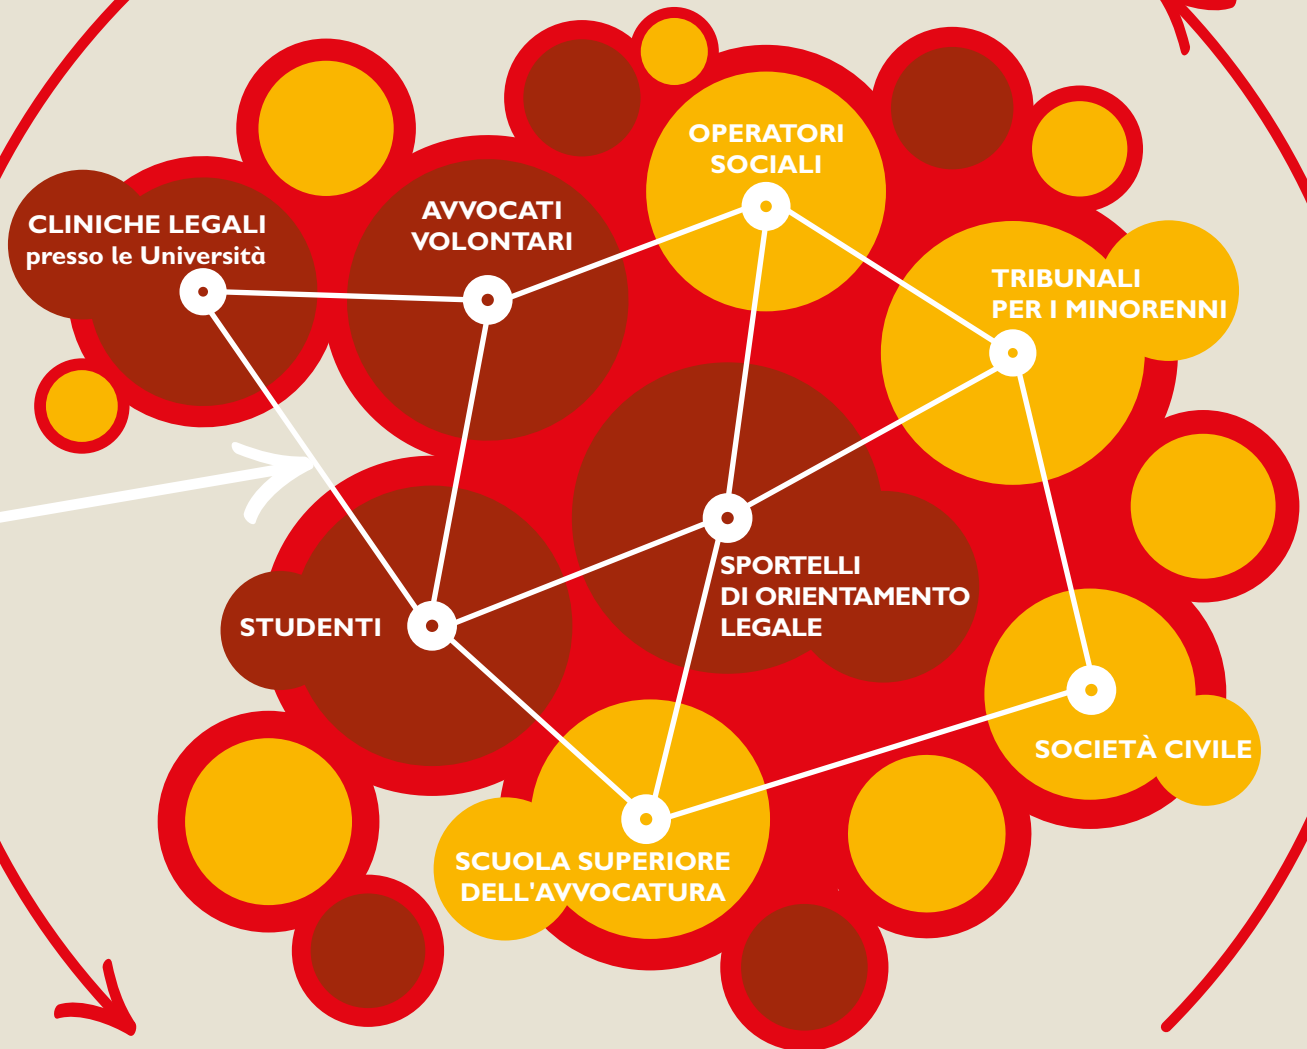 OPERATORI
SOCIALI
AVVOCATI
VOLONTARI
CLINICHE LEGALI
presso le Università
TRIBUNALI
PER I MINORENNI
SPORTELLI
DI ORIENTAMENTO
LEGALE
STUDENTI
SOCIETÀ CIVILE
SCUOLA SUPERIORE
DELL'AVVOCATURA